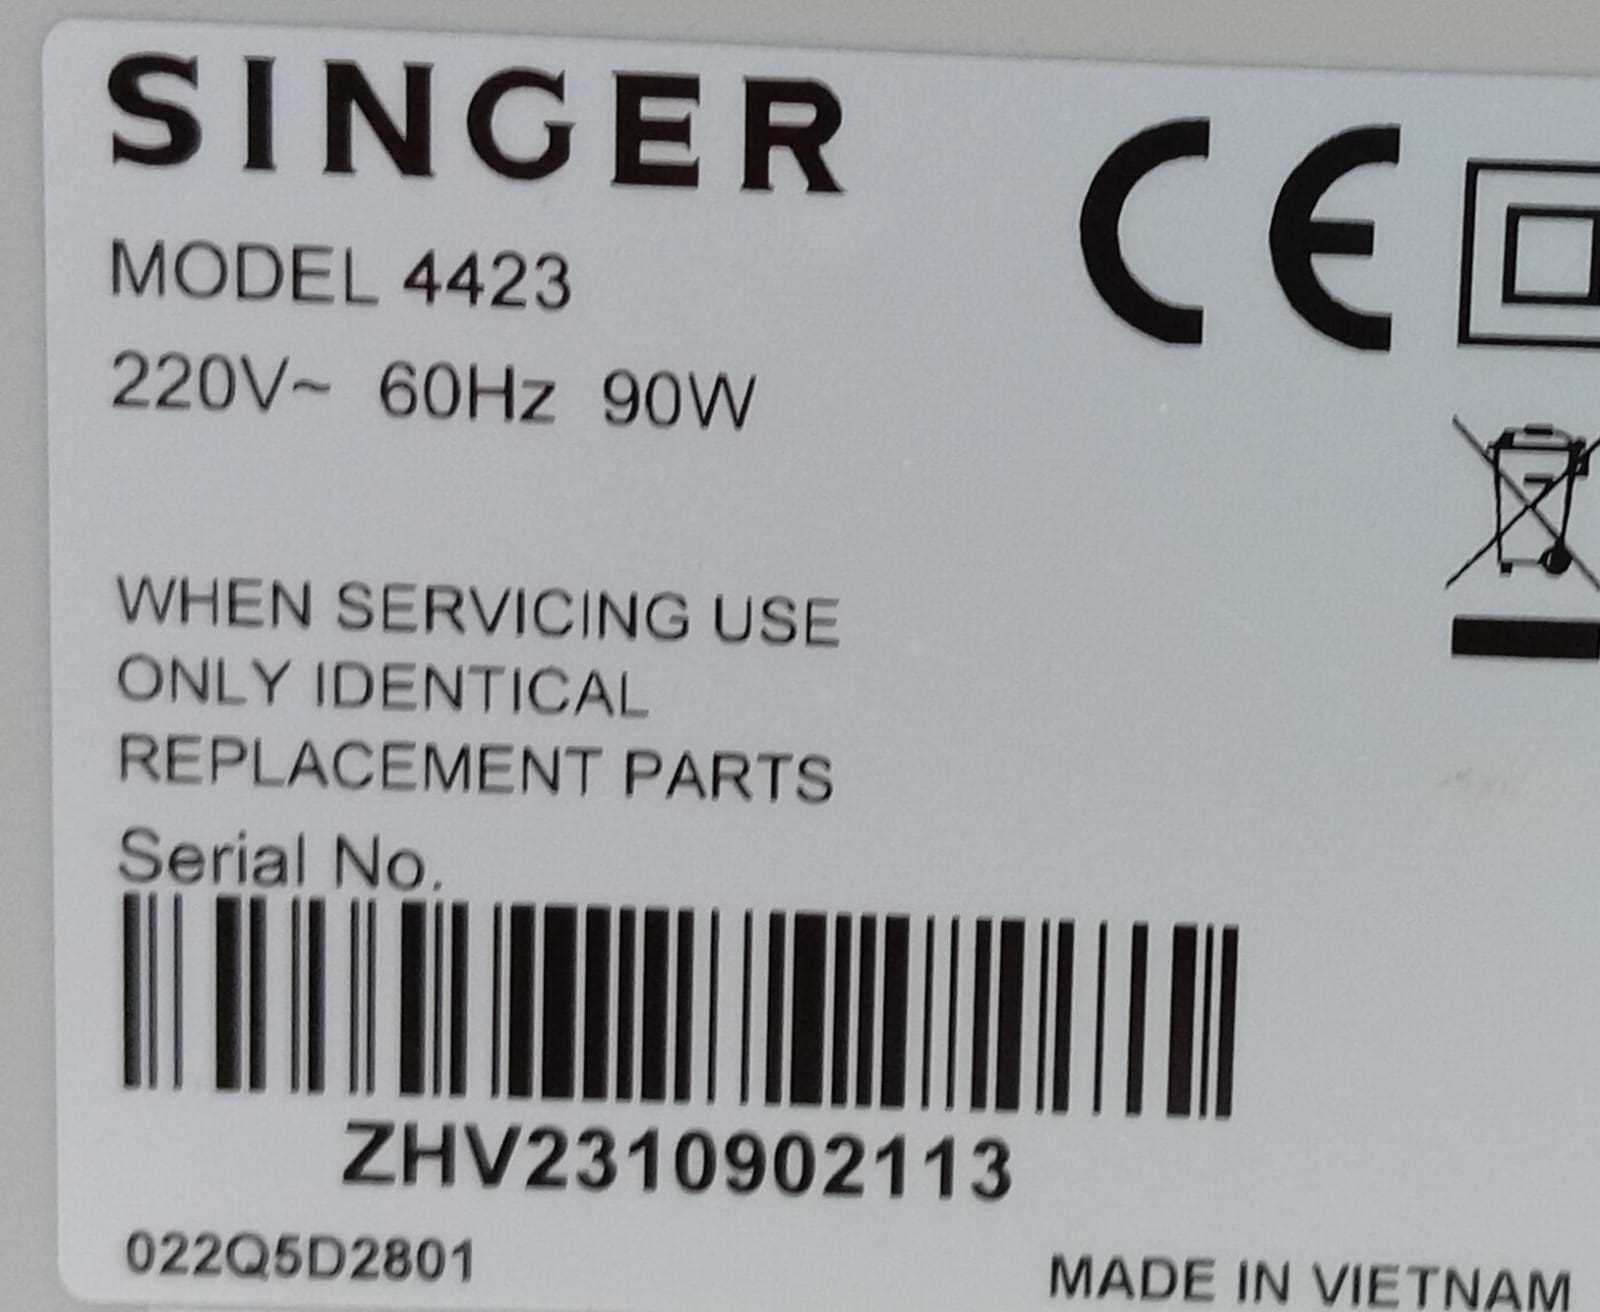 SINGER
CE
MODEL 4423
220V~ 60Hz 90W
WHEN SERVICING USE
ONLY IDENTICAL
REPLACEMENT PARTS
Serial No.
ZHV2310902113
022Q5D2801
MADE IN VIETNAM